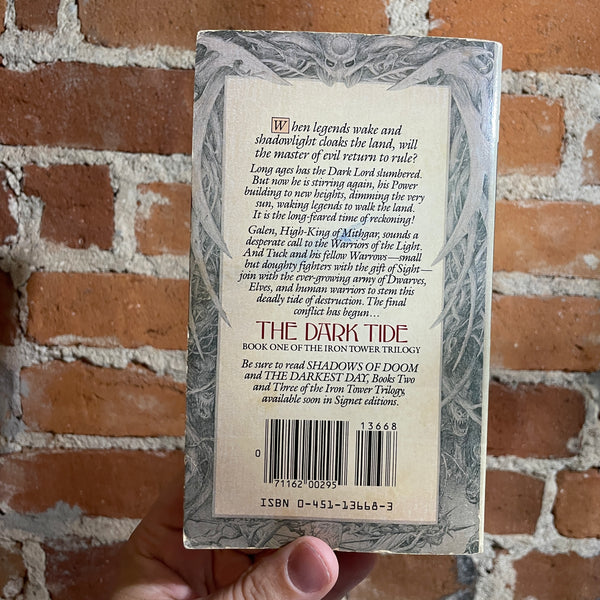 When legends wake and
shadowlight cloaks the land, will
the master of evil return to rule?
Long ages has the Dark Lord slumbered.
But now he is stirring again, his Power
building to new heights, dimming the very
sun, waking legends to walk the land.
It is the long-feared time of reckoning!
Galen, High-King of Mithgar, sounds a
desperate call to the Warriors of the Light.
And Tuck and his fellow Warrows—small
but doughty fighters with the gift of Sight—
join with the ever-growing army of Dwarves,
Elves, and human warriors to stem this
deadly tide of destruction. The final
conflict has begun...
THE DARK TIDE
BOOK ONE OF THE IRON TOWER TRILOGY
Be sure to read SHADOWS OF DOOM
and THE DARKEST DAY, Books Two
and Three of the Iron Tower Trilogy,
available soon in Signet editions.
13668
0
71162 00295
ISBN 0-451-13668-3